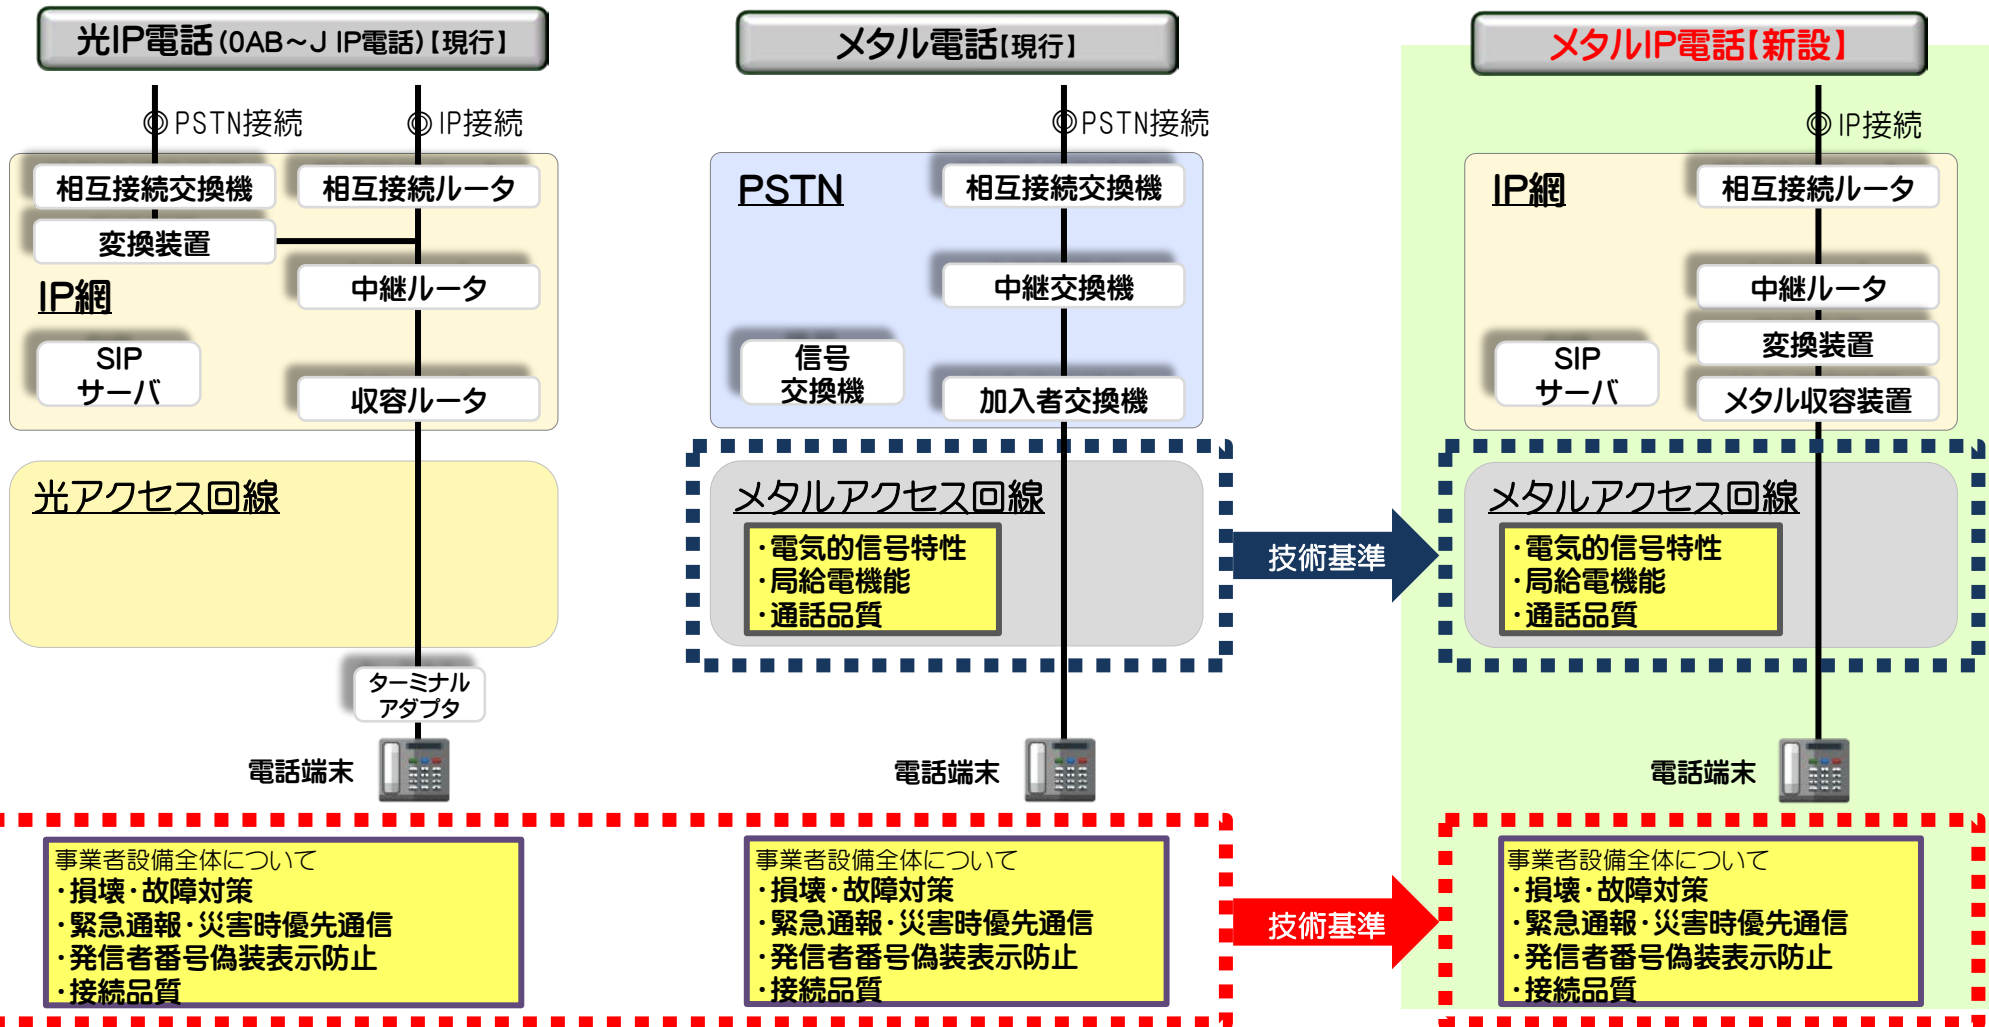 光IP電話(0AB～J IP電話)【現行】
◎PSTN接続
◎IP接続
相互接続交換機
相互接続ルータ
変換装置
中継ルータ
IP網
SIP
サーバ
収容ルータ
光アクセス回線
ターミナル
アダプタ
電話端末
事業者設備全体について
・損壊・故障対策
・緊急通報・災害時優先通信
・発信者番号偽装表示防止
・接続品質
メタル電話【現行】
◎PSTN接続
PSTN
相互接続交換機
中継交換機
信号
交換機
加入者交換機
メタルアクセス回線
・電気的信号特性
・局給電機能
・通話品質
電話端末
事業者設備全体について
・損壊・故障対策
・緊急通報・災害時優先通信
・発信者番号偽装表示防止
・接続品質
技術基準
技術基準
メタルIP電話【新設】
◎IP接続
IP網
相互接続ルータ
中継ルータ
変換装置
SIP
サーバ
メタル収容装置
メタルアクセス回線
・電気的信号特性
・局給電機能
・通話品質
電話端末
事業者設備全体について
・損壊・故障対策
・緊急通報・災害時優先通信
・発信者番号偽装表示防止
・接続品質